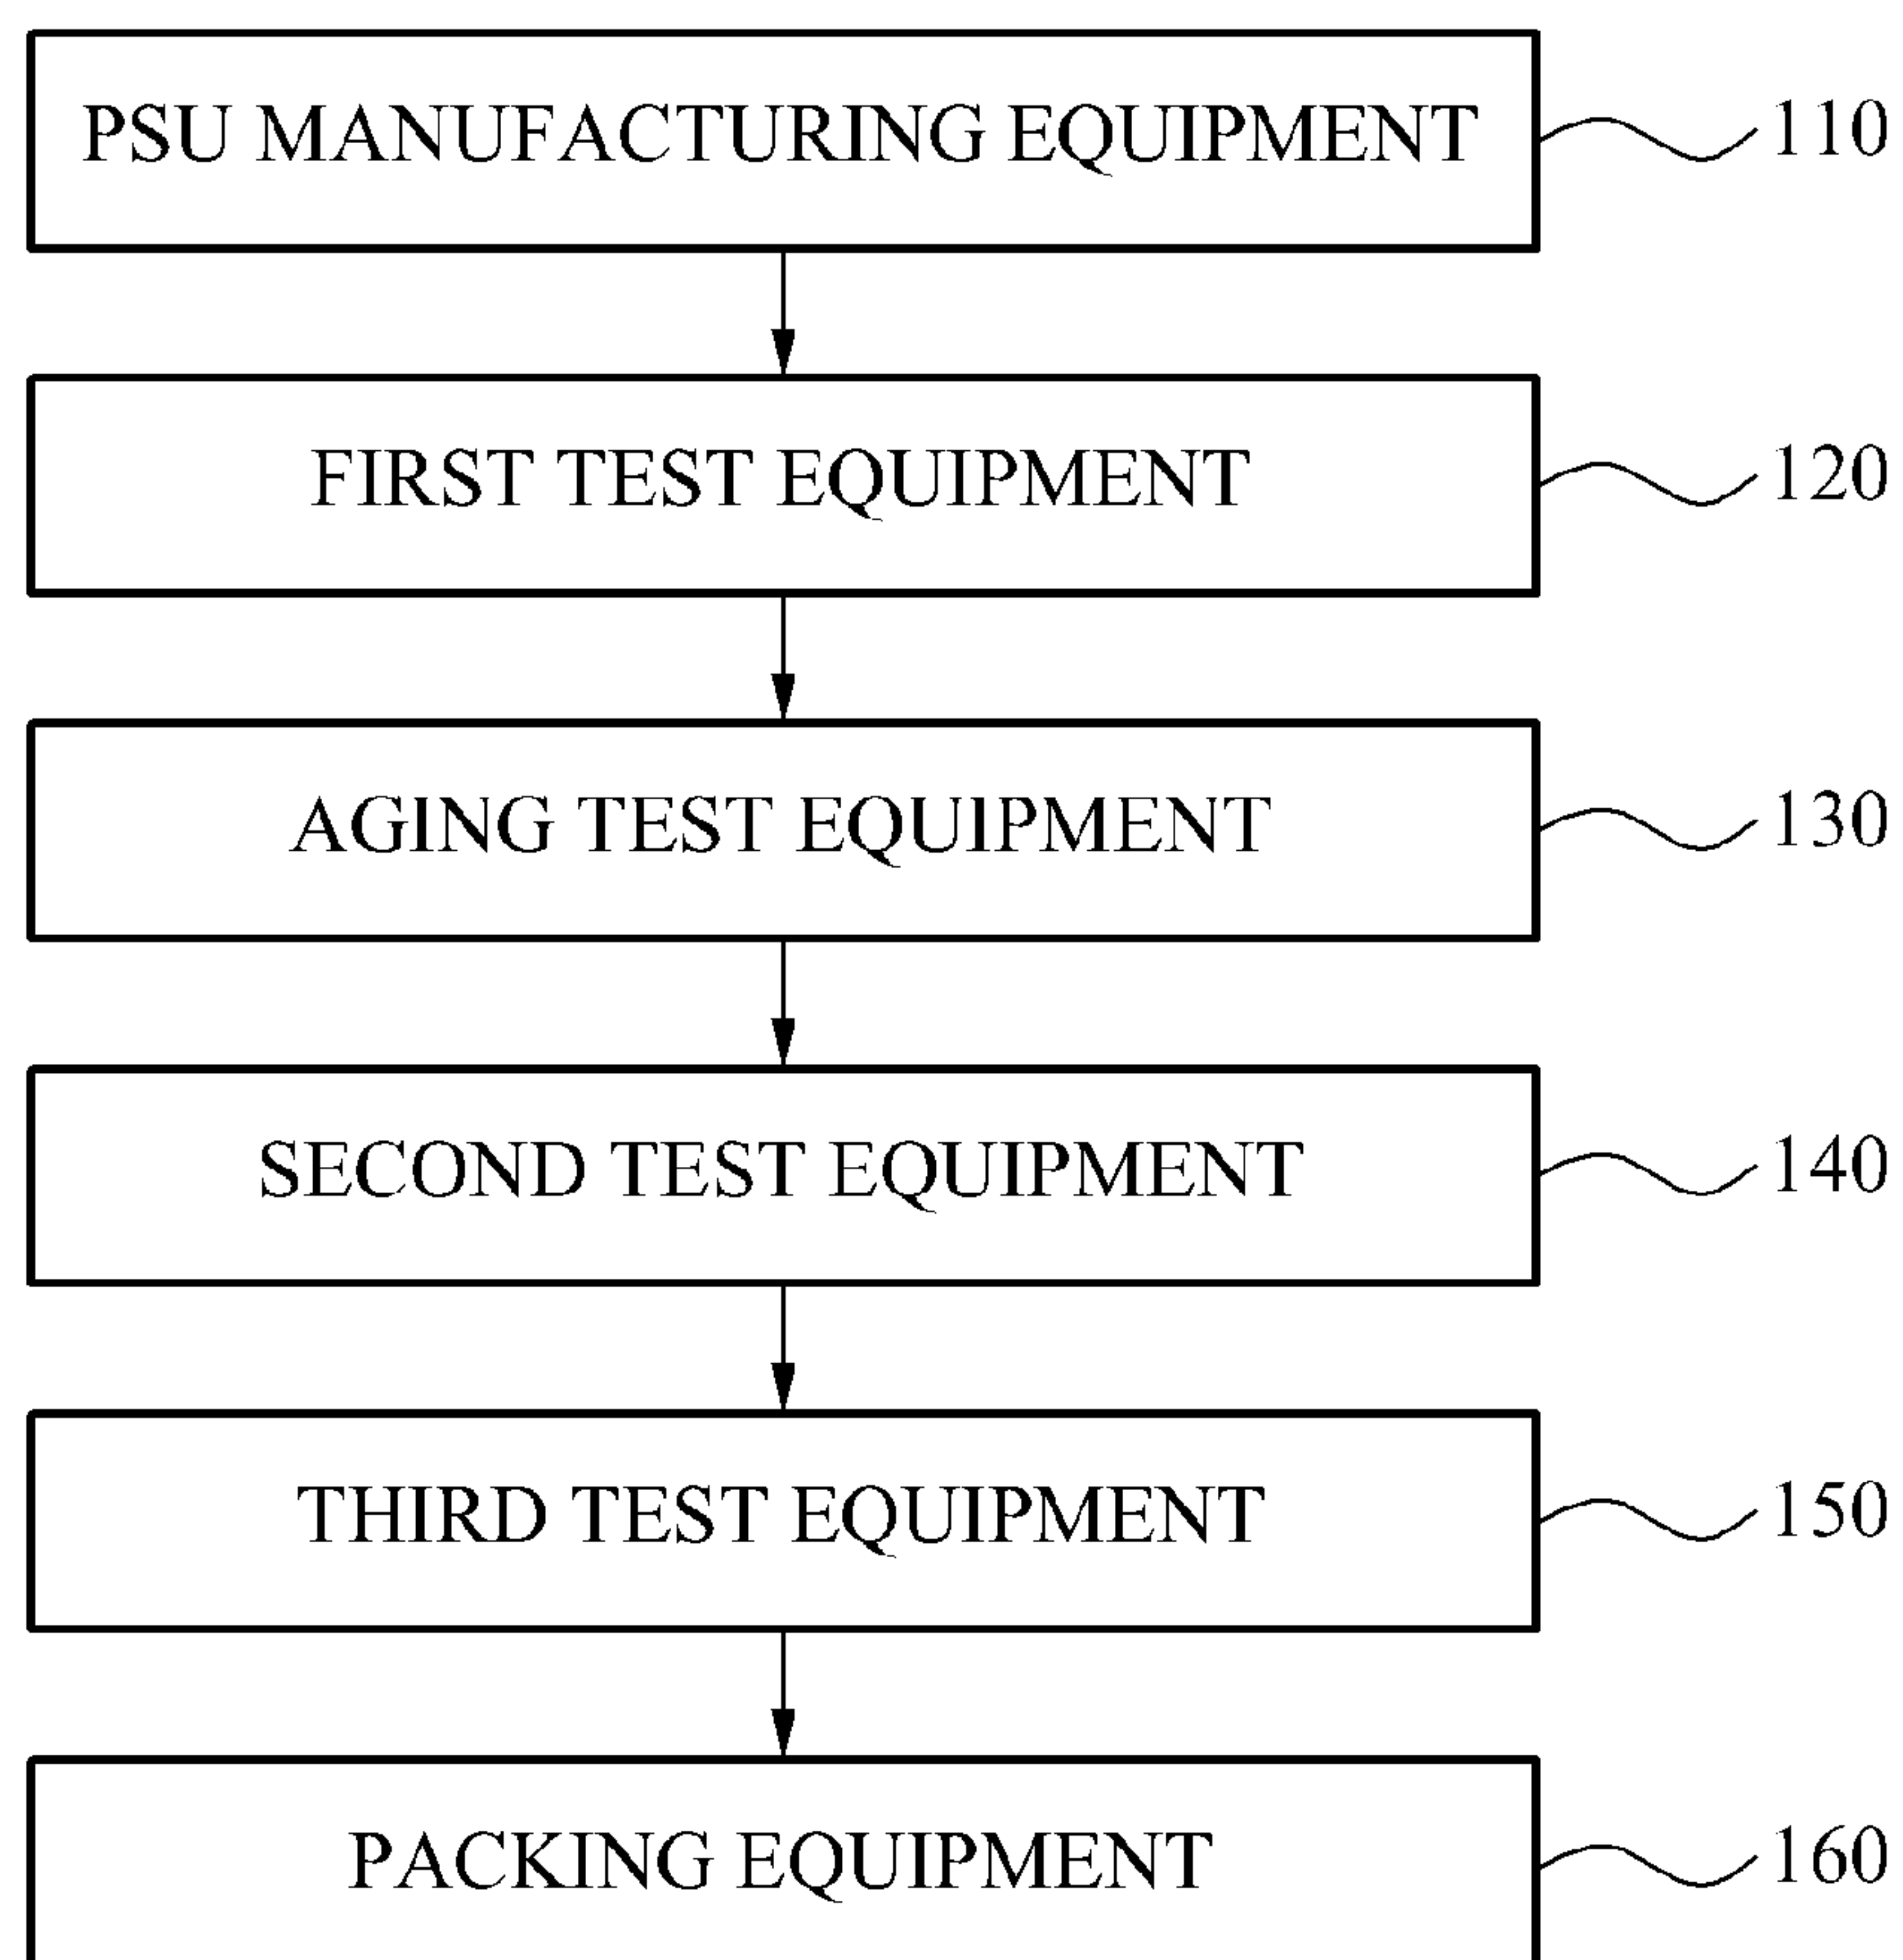 PSU MANUFACTURING EQUIPMENT 110
FIRST TEST EQUIPMENT 120
AGING TEST EQUIPMENT 130
SECOND TEST EQUIPMENT 140
THIRD TEST EQUIPMENT 150
PACKING EQUIPMENT 160